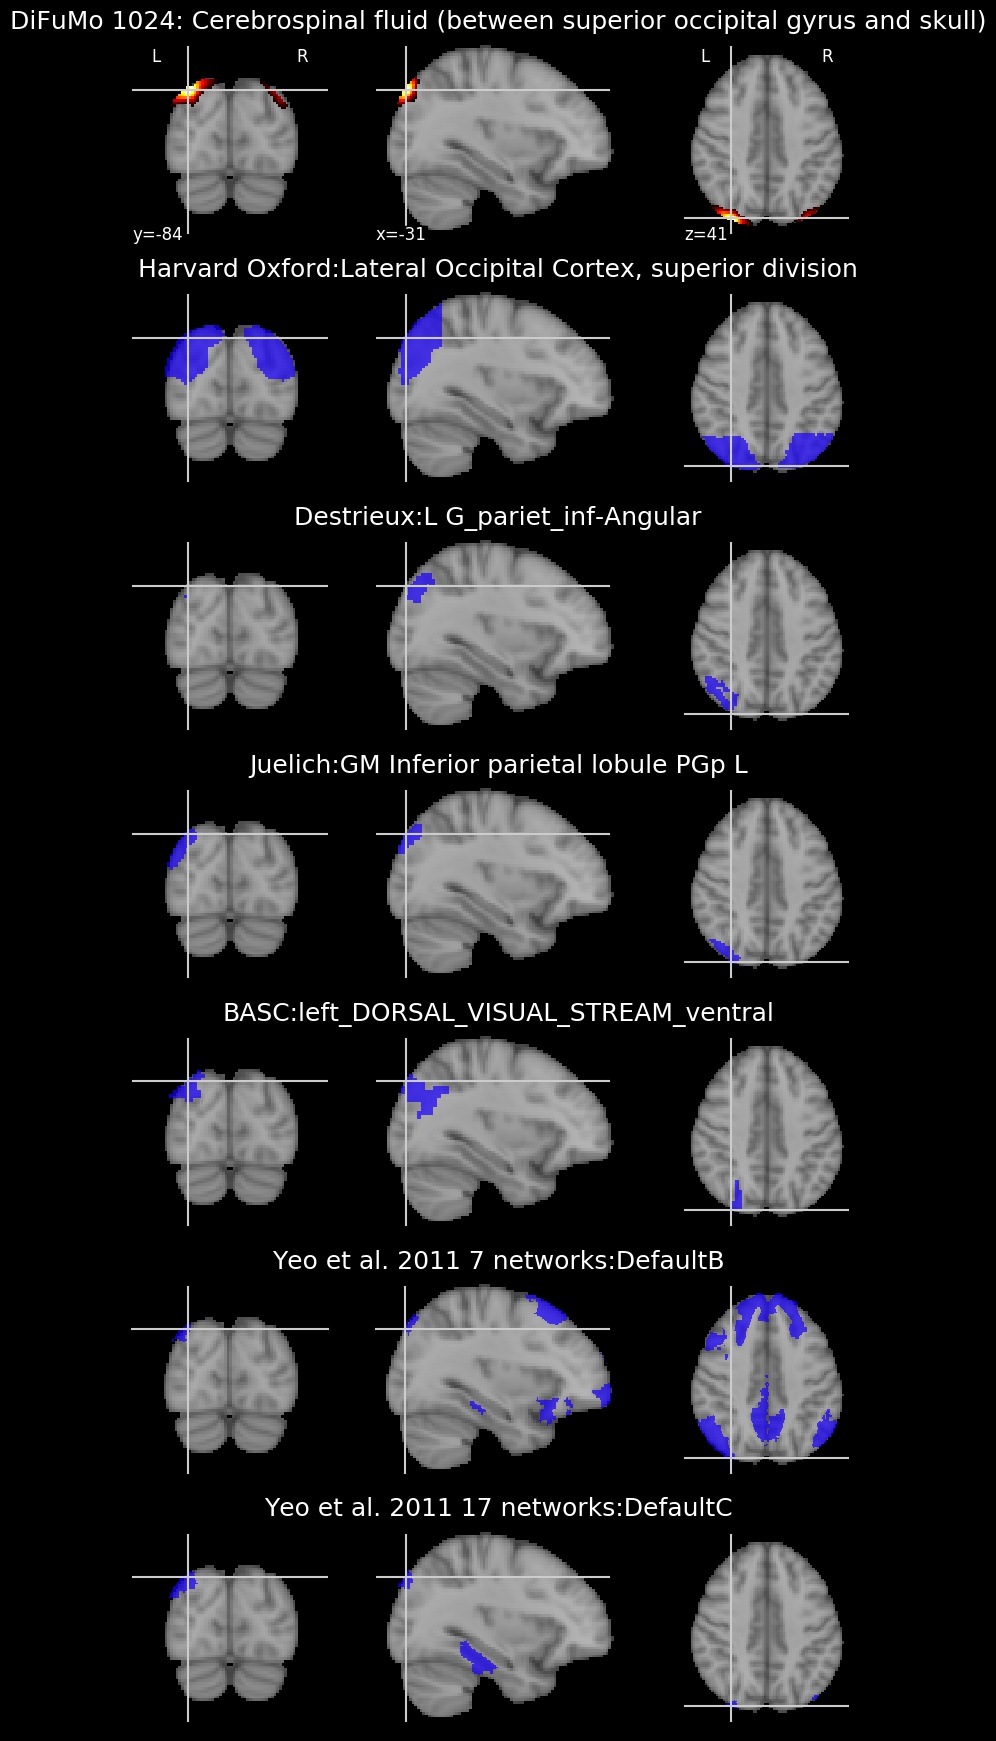 DiFuMo 1024: Cerebrospinal fluid (between superior occipital gyrus and skull)
L R L R
y=-84 x=-31 z=41
Harvard Oxford:Lateral Occipital Cortex, superior division
Destrieux:L G_pariet_inf-Angular
Juelich:GM Inferior parietal lobule PGp L
BASC:left_DORSAL_VISUAL_STREAM_ventral
Yeo et al. 2011 7 networks:DefaultB
Yeo et al. 2011 17 networks:DefaultC